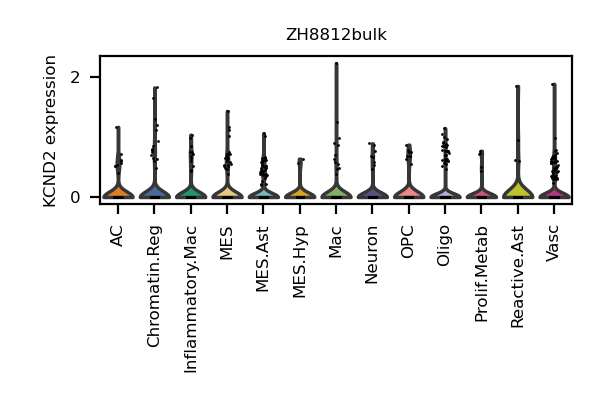 ZH8812bulk
KCND2 expression
2
0
AC
Chromatin.Reg
Inflammatory.Mac
MES
MES.Ast
MES.Hyp
Mac
Neuron
OPC
Oligo
Prolif.Metab
Reactive.Ast
Vasc